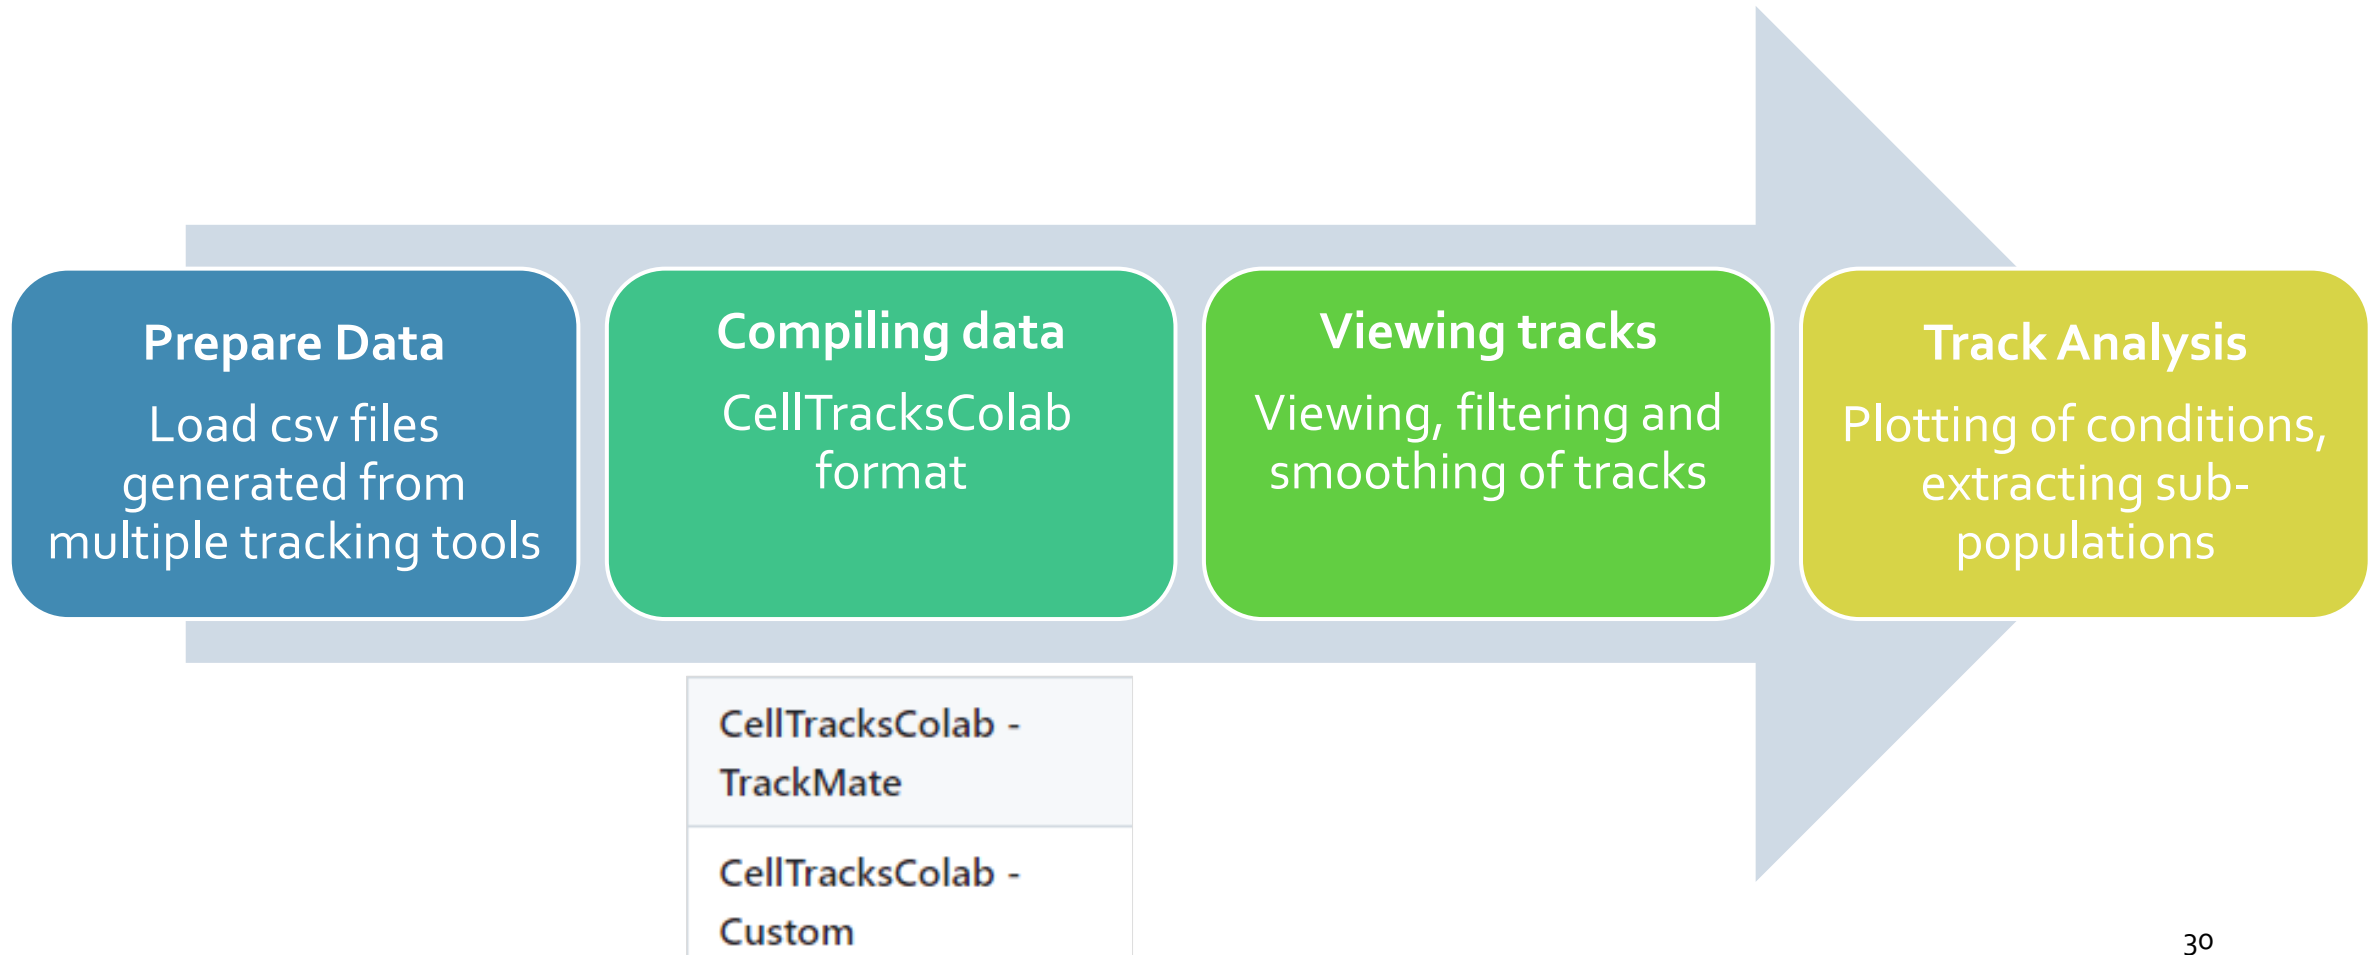 Prepare Data
Load csv files
generated from
multiple tracking tools
Compiling data
CellTracksColab
format
Viewing tracks
Viewing, filtering and
smoothing of tracks
Track Analysis
Plotting of conditions,
extracting sub-
populations
CellTracksColab -
TrackMate
CellTracksColab -
Custom
30